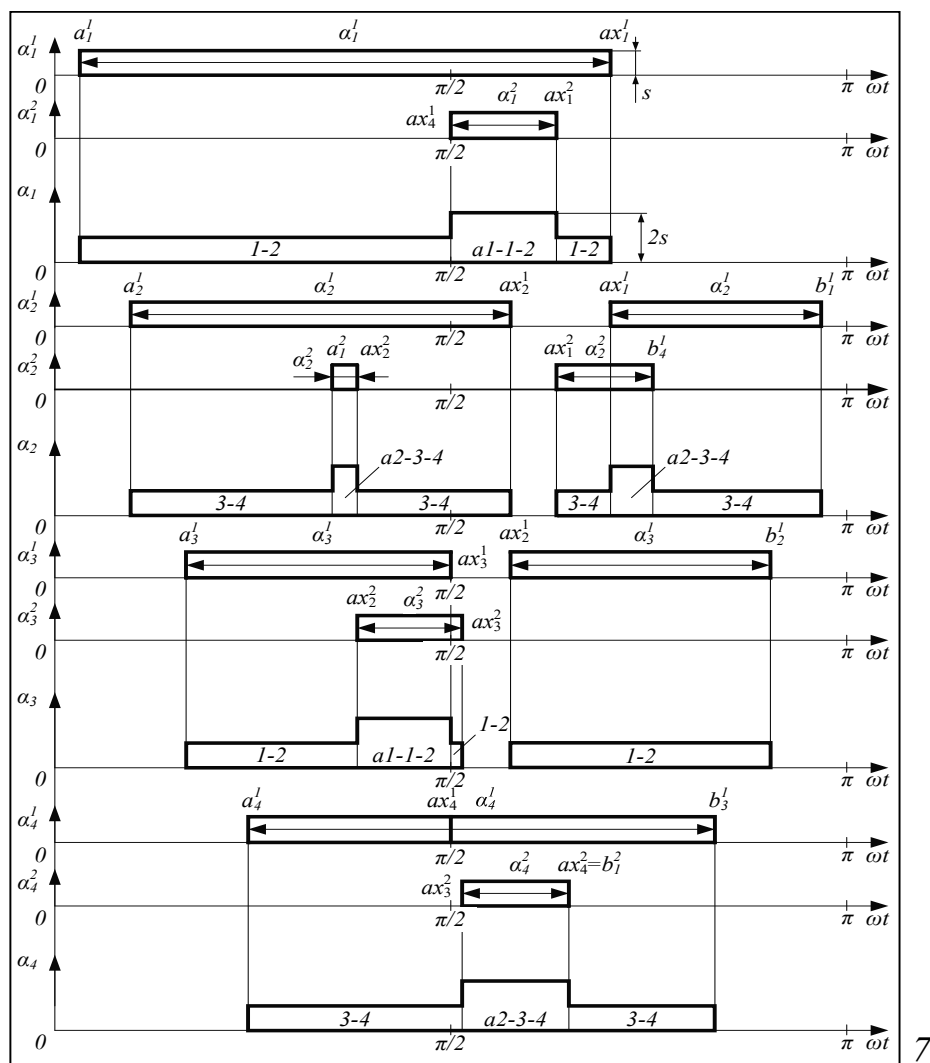 a₁¹ α₁¹ ax₁¹
α₁¹ s
0 π/2 π ωt
α₁² ax₄¹ α₁² ax₁²
0 π/2 π ωt
α₁ 2s
1-2 a1-1-2 1-2
0 π/2 π ωt
a₂¹ α₂¹ ax₂¹ ax₁¹ α₂¹ b₁¹
α₂¹
0 π/2 π ωt
α₂² α₂² a₁² ax₂² ax₁² α₂² b₄¹
0 π/2 π ωt
α₂ a2-3-4 a2-3-4
3-4 3-4 3-4 3-4
0 π/2 π ωt
a₃¹ α₃¹ ax₃¹ ax₂¹ α₃¹ b₂¹
α₃¹
0 π/2 π ωt
α₃² ax₂² α₃² ax₃²
0 π/2 π ωt
α₃ 1-2
1-2 a1-1-2 1-2
0 π/2 π ωt
a₄¹ ax₄¹ α₄¹ b₃¹
α₄¹
0 π/2 π ωt
α₄² ax₃² α₄² ax₄²=b₁²
0 π/2 π ωt
α₄
3-4 a2-3-4 3-4
0 π/2 π ωt
7